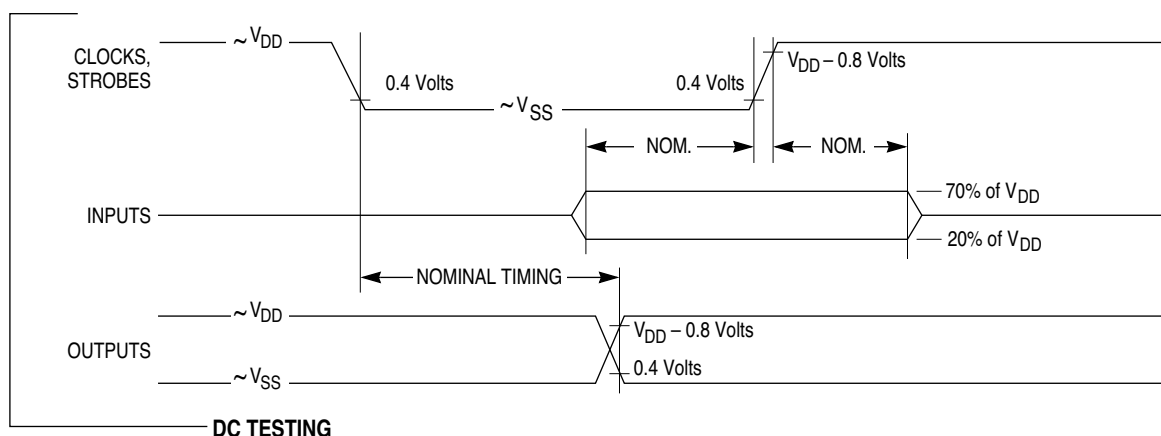 CLOCKS,
STROBES
~VDD
0.4 Volts
~VSS
0.4 Volts
VDD – 0.8 Volts
NOM.
NOM.
INPUTS
70% of VDD
20% of VDD
NOMINAL TIMING
OUTPUTS
~VDD
VDD – 0.8 Volts
0.4 Volts
~VSS
DC TESTING